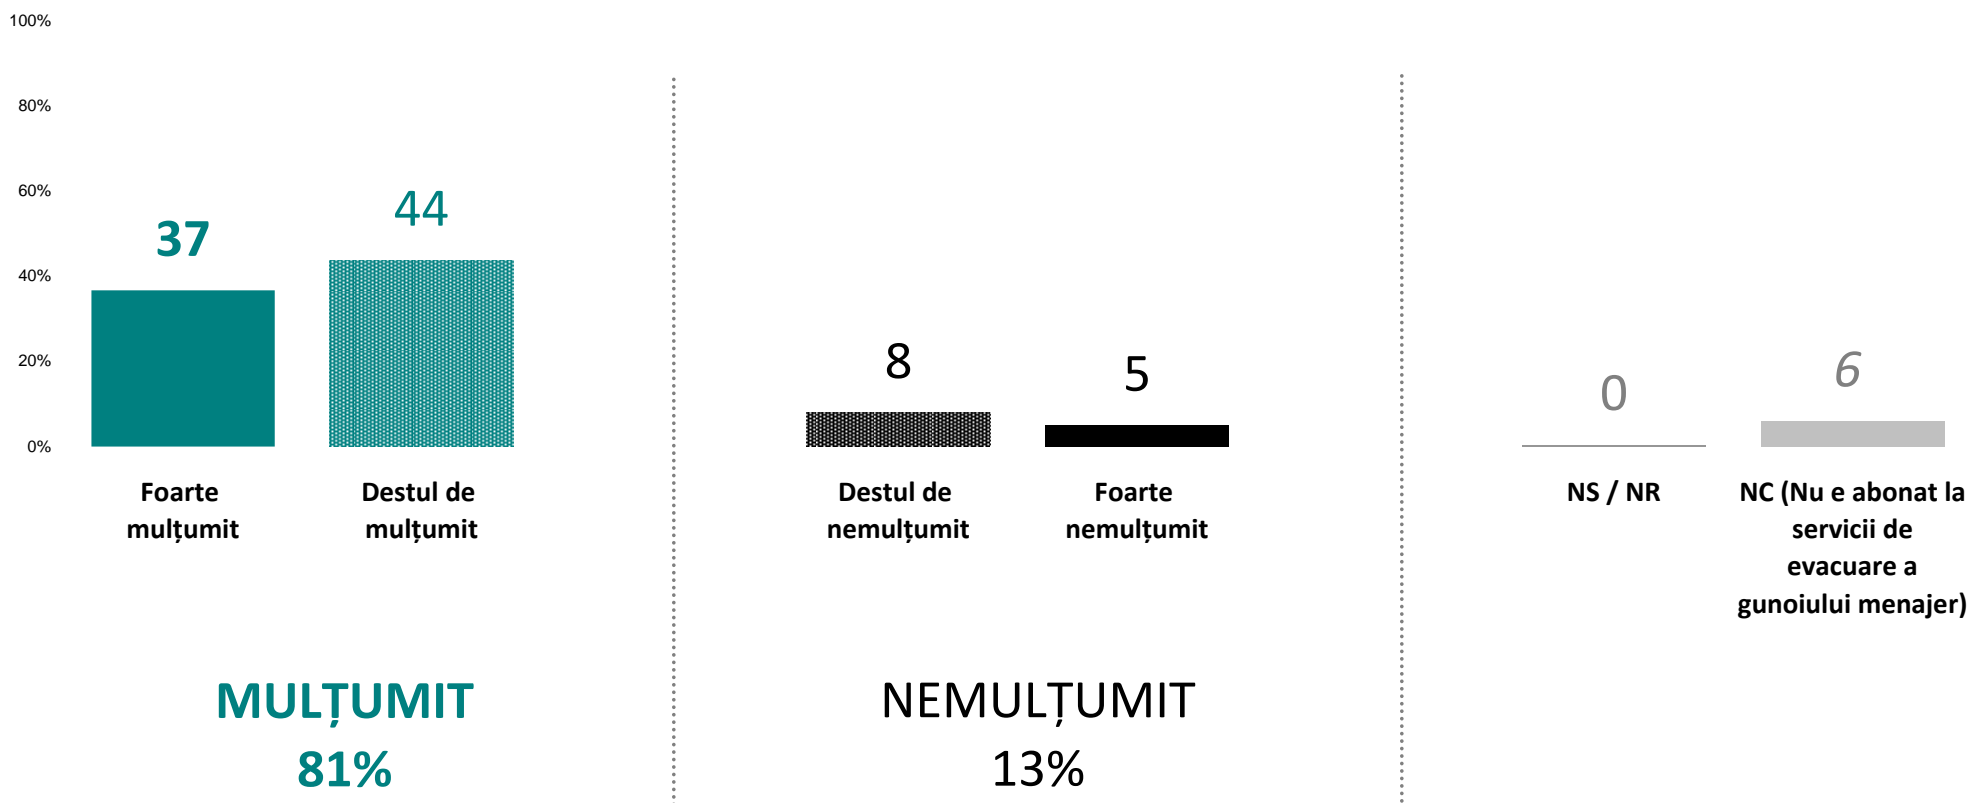 100%
80%
60%
40%
20%
0%
37
44
8
5
0
6
Foarte
mulțumit
Destul de
mulțumit
Destul de
nemulțumit
Foarte
nemulțumit
NS / NR
NC (Nu e abonat la
servicii de
evacuare a
gunoiului menajer)
MULȚUMIT
81%
NEMULȚUMIT
13%